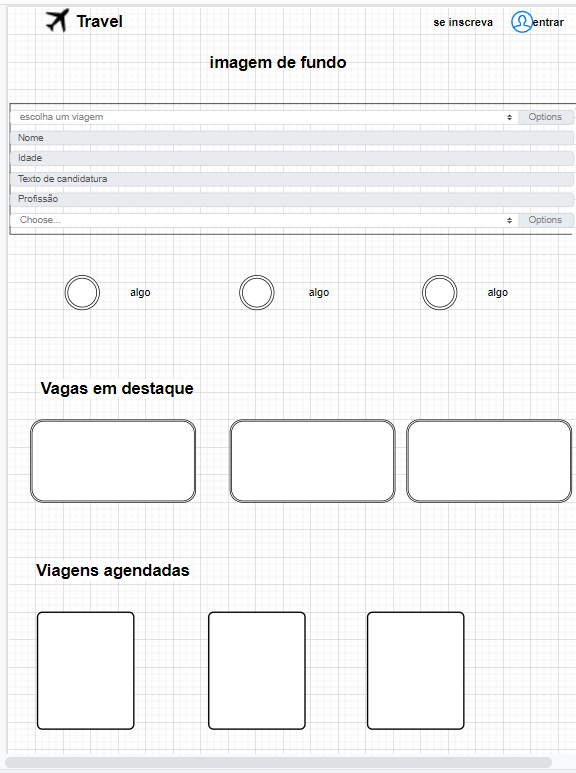 Travel se inscreva entrar
imagem de fundo
escolha um viagem Options
Nome
Idade
Texto de candidatura
Profissão
Choose... Options
algo algo algo
Vagas em destaque
Viagens agendadas